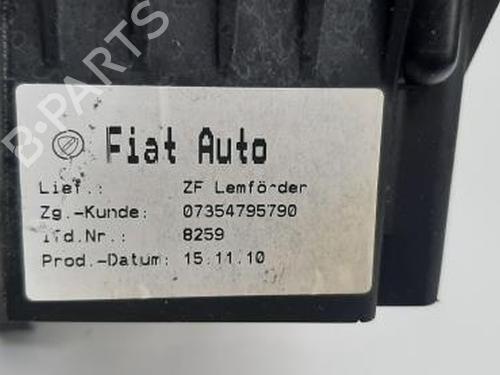 B-PARTS
Fiat Auto
Lief.: ZF Lemförder
Zg.-Kunde: 07354795790
lfd.Nr.: 8259
Prod.-Datum: 15.11.10